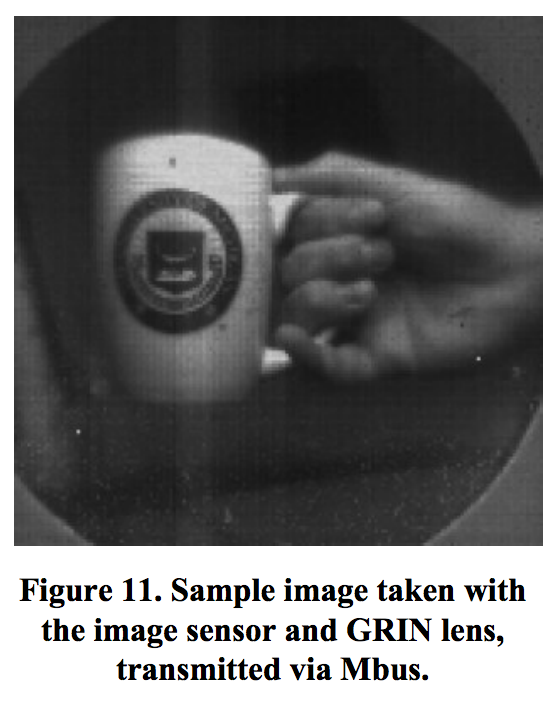 Figure 11. Sample image taken with
the image sensor and GRIN lens,
transmitted via Mbus.